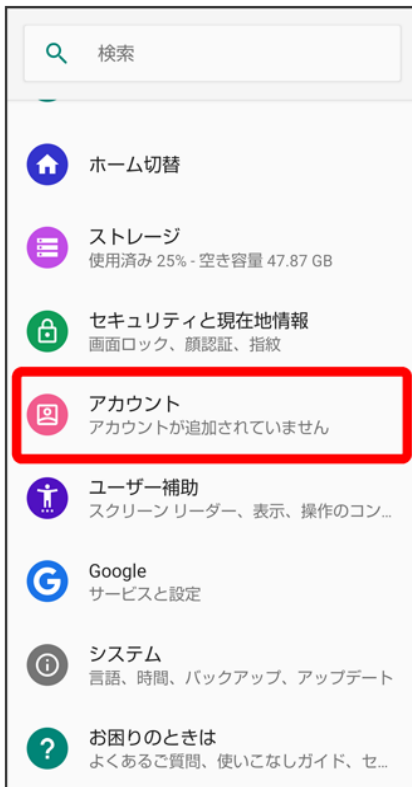 検索
ホーム切替
ストレージ
使用済み 25% - 空き容量 47.87 GB
セキュリティと現在地情報
画面ロック、顔認証、指紋
アカウント
アカウントが追加されていません
ユーザー補助
スクリーン リーダー、表示、操作のコン...
Google
サービスと設定
システム
言語、時間、バックアップ、アップデート
お困りのときは
よくあるご質問、使いこなしガイド、セ...